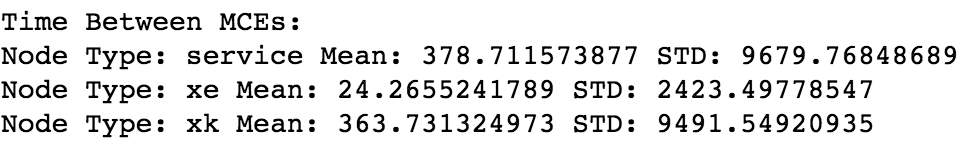 Time Between MCEs:
Node Type: service Mean: 378.711573877 STD: 9679.76848689
Node Type: xe Mean: 24.2655241789 STD: 2423.49778547
Node Type: xk Mean: 363.731324973 STD: 9491.54920935